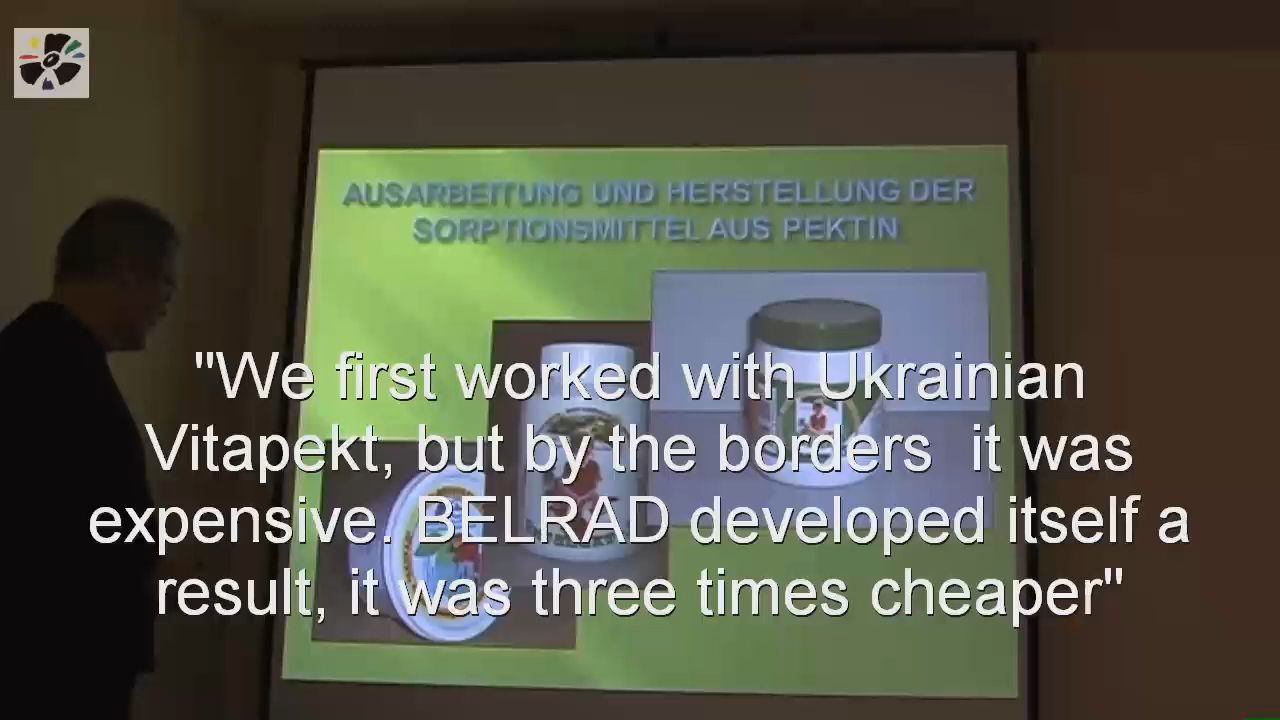 AUSARBEITUNG UND HERSTELLUNG DER
SORPTIONSMITTEL AUS PEKTIN
"We first worked with Ukrainian
Vitapekt, but by the borders  it was
expensive. BELRAD developed itself a
result, it was three times cheaper"